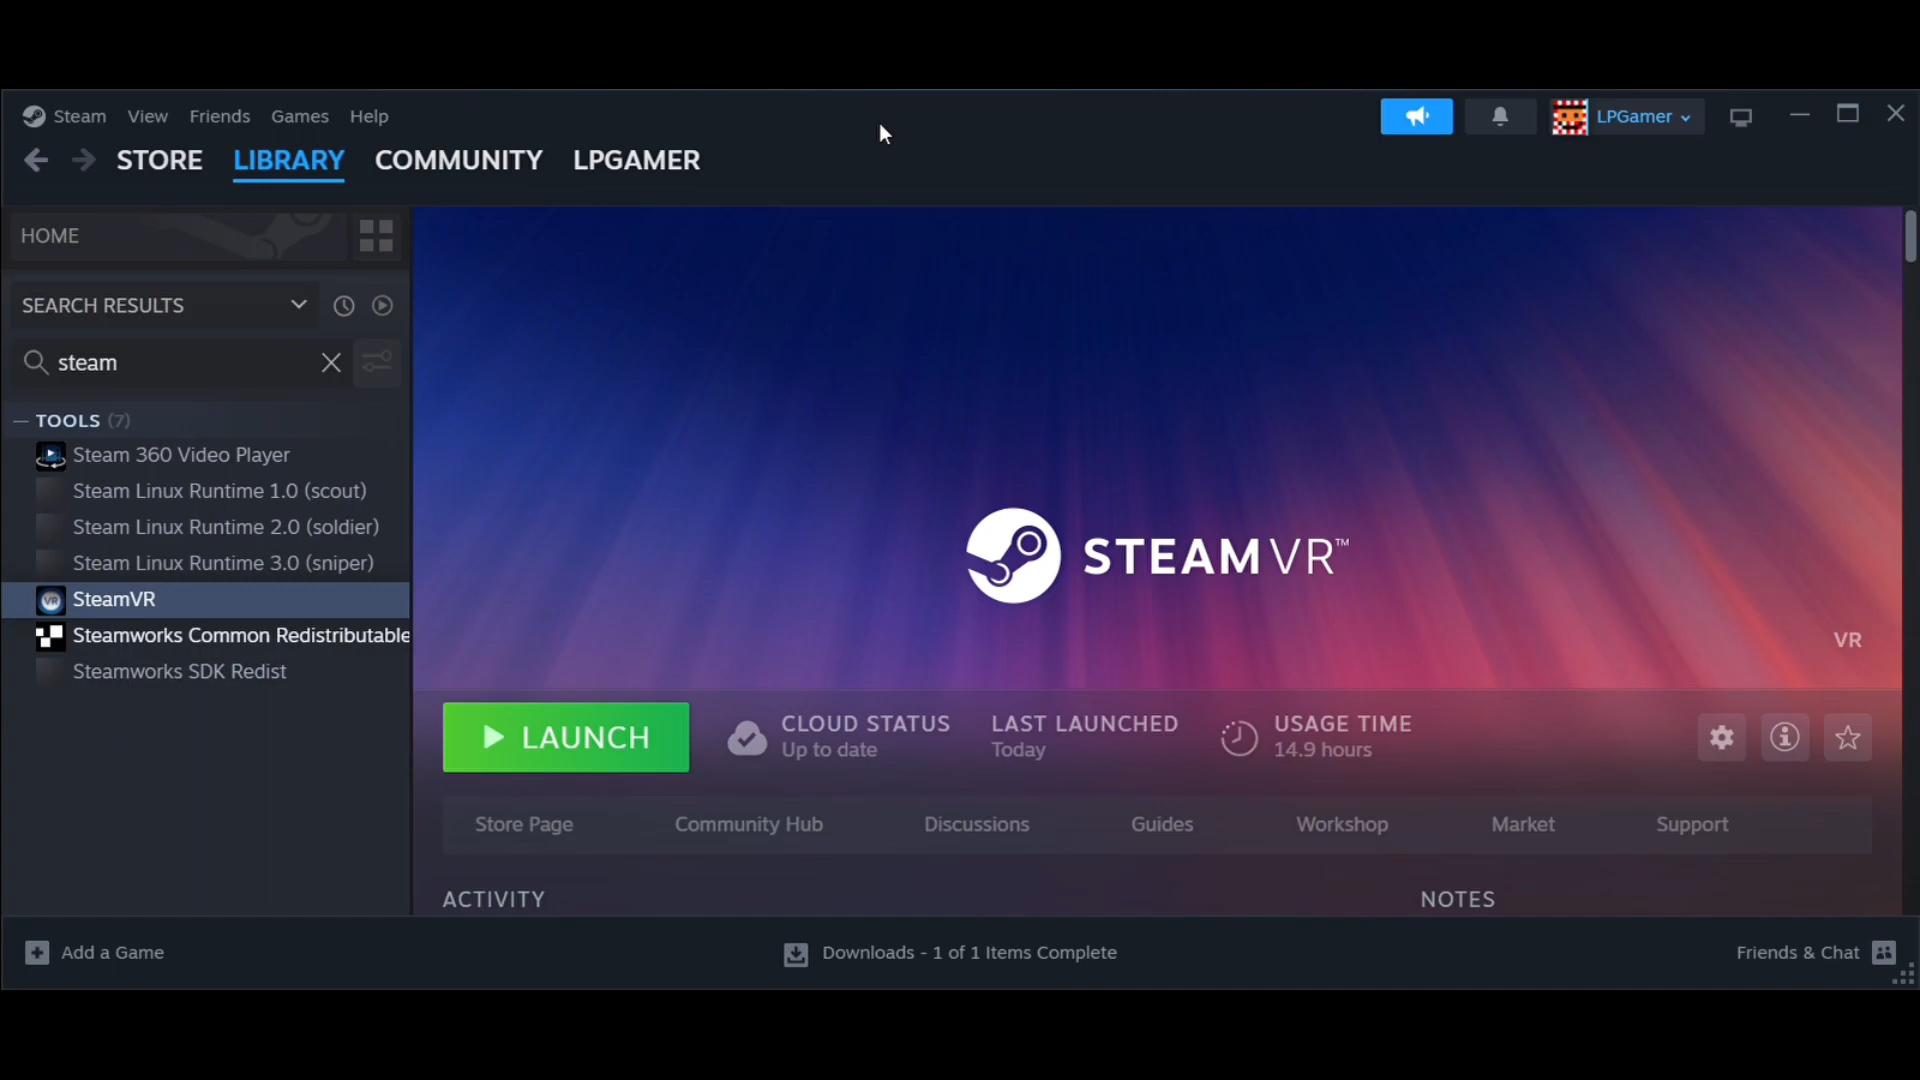 Steam View Friends Games Help
LPGamer
STORE LIBRARY COMMUNITY LPGAMER
HOME
SEARCH RESULTS
steam
TOOLS (7)
Steam 360 Video Player
Steam Linux Runtime 1.0 (scout)
Steam Linux Runtime 2.0 (soldier)
Steam Linux Runtime 3.0 (sniper)
VR SteamVR
Steamworks Common Redistributable
Steamworks SDK Redist
STEAMVR™
VR
LAUNCH
CLOUD STATUS
Up to date
LAST LAUNCHED
Today
USAGE TIME
14.9 hours
Store Page Community Hub Discussions Guides Workshop Market Support
ACTIVITY
NOTES
Add a Game
Downloads - 1 of 1 Items Complete
Friends & Chat